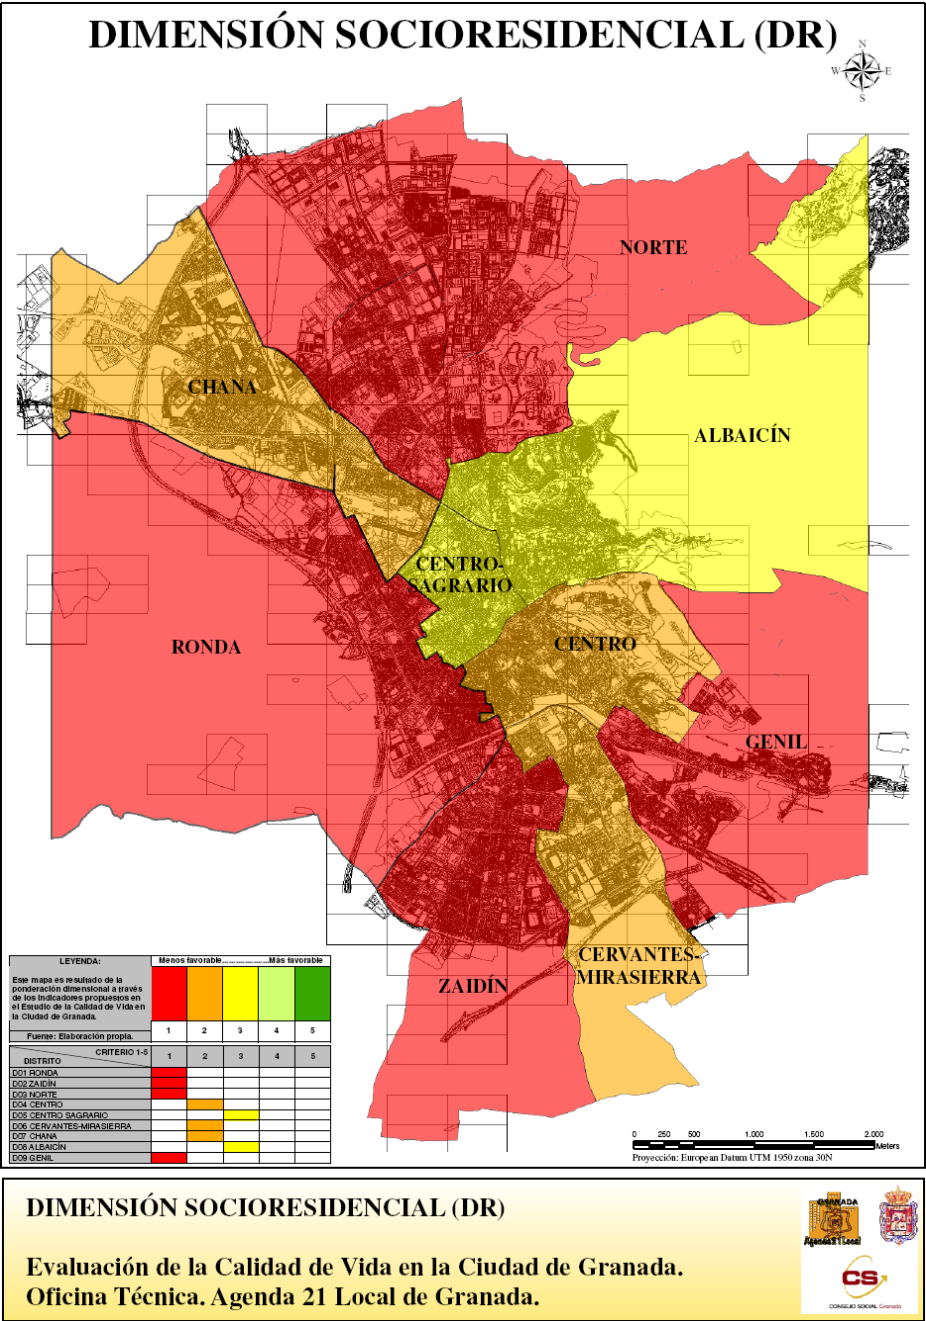 DIMENSIÓN SOCIORESIDENCIAL (DR)
N
W E
S
NORTE
CHANA
ALBAICÍN
CENTRO-
SAGRARIO
RONDA
CENTRO
GENIL
CERVANTES-
MIRASIERRA
ZAIDÍN
LEYENDA:
Este mapa es resultado de la
ponderación dimensional a través
de los indicadores propuestos en
el Estudio de la Calidad de Vida en
la Ciudad de Granada.
Fuente: Elaboración propia.
Menos favorable.....................Más favorable
1 2 3 4 5
CRITERIO 1-5
DISTRITO
1 2 3 4 5
D01 RONDA
D02 ZAIDÍN
D03 NORTE
D04 CENTRO
D05 CENTRO SAGRARIO
D06 CERVANTES-MIRASIERRA
D07 CHANA
D08 ALBAICÍN
D09 GENIL
0 250 500 1.000 1.500 2.000
Meters
Proyección: European Datum UTM 1950 zona 30N
DIMENSIÓN SOCIORESIDENCIAL (DR)
Evaluación de la Calidad de Vida en la Ciudad de Granada.
Oficina Técnica. Agenda 21 Local de Granada.
GRANADA
Agenda 21 Local
CS
CONSEJO SOCIAL Granada